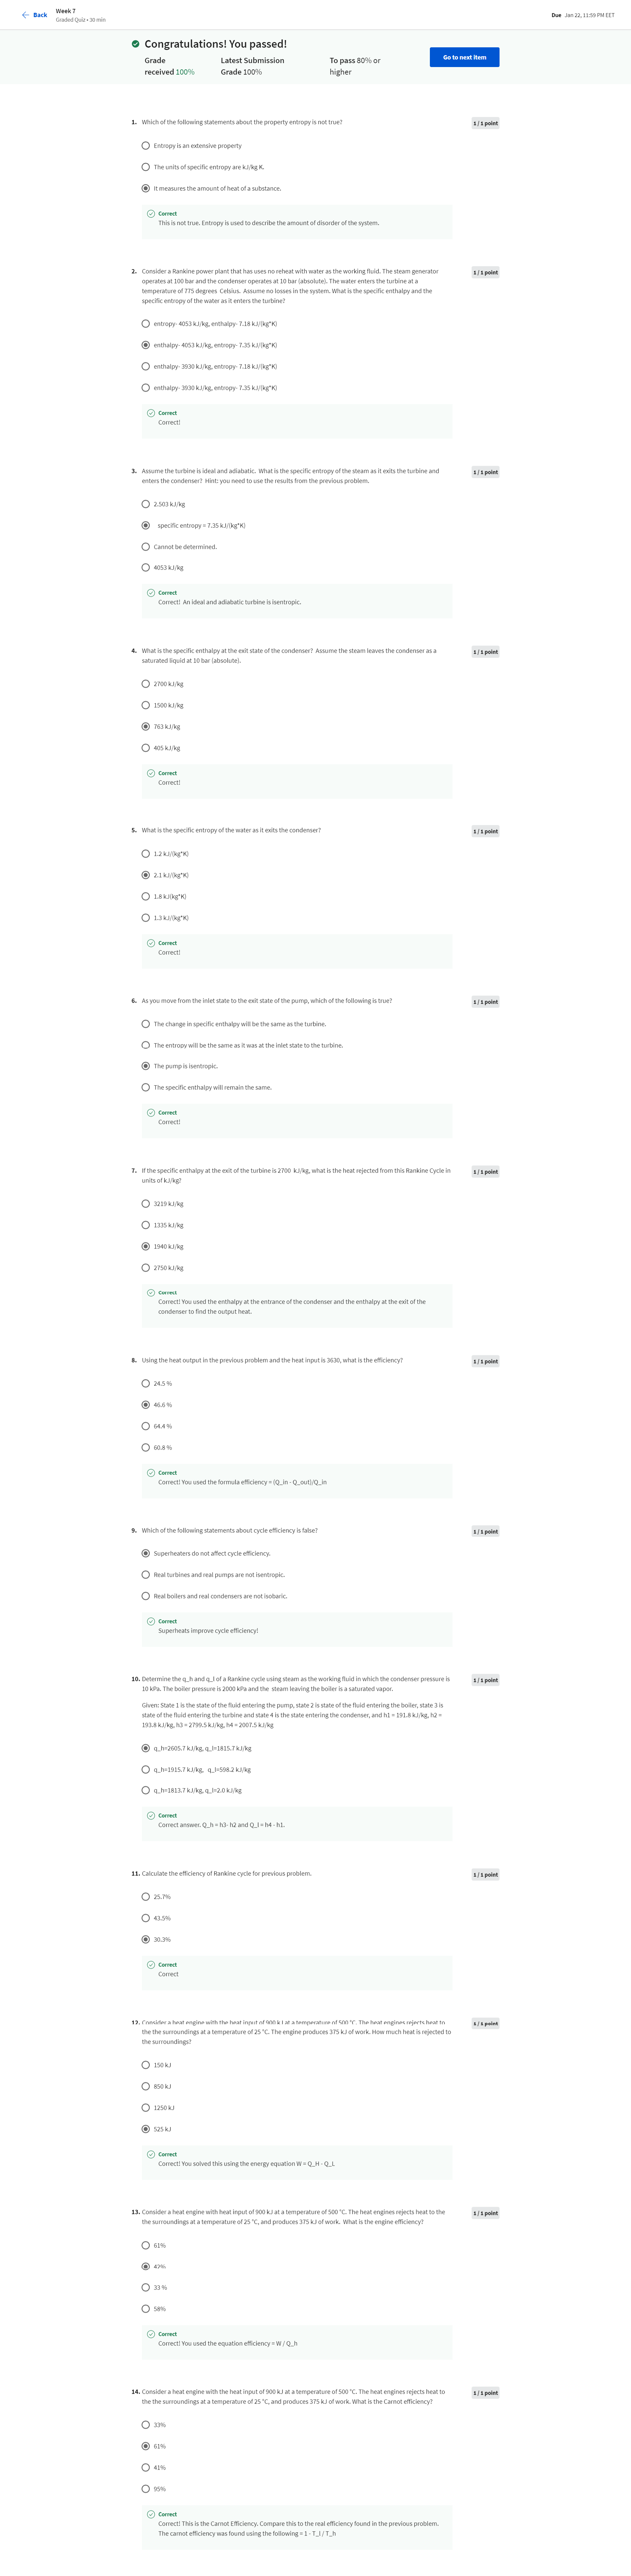 Back
Week 7
Graded Quiz • 30 min
Due Jan 22, 11:59 PM EET
Congratulations! You passed!
Grade received 100%
Latest Submission Grade 100%
To pass 80% or higher
Go to next item
1. Which of the following statements about the property entropy is not true?
1 / 1 point
Entropy is an extensive property
The units of specific entropy are kJ/kg K.
It measures the amount of heat of a substance.
Correct
This is not true. Entropy is used to describe the amount of disorder of the system.
2. Consider a Rankine power plant that has uses no reheat with water as the working fluid. The steam generator
operates at 100 bar and the condenser operates at 10 bar (absolute). The water enters the turbine at a
temperature of 775 degrees Celsius. Assume no losses in the system. What is the specific enthalpy and the
specific entropy of the water as it enters the turbine?
1 / 1 point
entropy- 4053 kJ/kg, enthalpy- 7.18 kJ/(kg*K)
enthalpy- 4053 kJ/kg, entropy- 7.35 kJ/(kg*K)
enthalpy- 3930 kJ/kg, entropy- 7.18 kJ/(kg*K)
enthalpy- 3930 kJ/kg, entropy- 7.35 kJ/(kg*K)
Correct
Correct!
3. Assume the turbine is ideal and adiabatic. What is the specific entropy of the steam as it exits the turbine and
enters the condenser? Hint: you need to use the results from the previous problem.
1 / 1 point
2.503 kJ/kg
specific entropy = 7.35 kJ/(kg*K)
Cannot be determined.
4053 kJ/kg
Correct
Correct! An ideal and adiabatic turbine is isentropic.
4. What is the specific enthalpy at the exit state of the condenser? Assume the steam leaves the condenser as a
saturated liquid at 10 bar (absolute).
1 / 1 point
2700 kJ/kg
1500 kJ/kg
763 kJ/kg
405 kJ/kg
Correct
Correct!
5. What is the specific entropy of the water as it exits the condenser?
1 / 1 point
1.2 kJ/(kg*K)
2.1 kJ/(kg*K)
1.8 kJ(kg*K)
1.3 kJ/(kg*K)
Correct
Correct!
6. As you move from the inlet state to the exit state of the pump, which of the following is true?
1 / 1 point
The change in specific enthalpy will be the same as the turbine.
The entropy will be the same as it was at the inlet state to the turbine.
The pump is isentropic.
The specific enthalpy will remain the same.
Correct
Correct!
7. If the specific enthalpy at the exit of the turbine is 2700 kJ/kg, what is the heat rejected from this Rankine Cycle in
units of kJ/kg?
1 / 1 point
3219 kJ/kg
1335 kJ/kg
1940 kJ/kg
2750 kJ/kg
Correct
Correct! You used the enthalpy at the entrance of the condenser and the enthalpy at the exit of the
condenser to find the output heat.
8. Using the heat output in the previous problem and the heat input is 3630, what is the efficiency?
1 / 1 point
24.5 %
46.6 %
64.4 %
60.8 %
Correct
Correct! You used the formula efficiency = (Q_in - Q_out)/Q_in
9. Which of the following statements about cycle efficiency is false?
1 / 1 point
Superheaters do not affect cycle efficiency.
Real turbines and real pumps are not isentropic.
Real boilers and real condensers are not isobaric.
Correct
Superheats improve cycle efficiency!
10. Determine the q_h and q_l of a Rankine cycle using steam as the working fluid in which the condenser pressure is
10 kPa. The boiler pressure is 2000 kPa and the steam leaving the boiler is a saturated vapor.
1 / 1 point
Given: State 1 is the state of the fluid entering the pump, state 2 is state of the fluid entering the boiler, state 3 is
state of the fluid entering the turbine and state 4 is the state entering the condenser, and h1 = 191.8 kJ/kg, h2 =
193.8 kJ/kg, h3 = 2799.5 kJ/kg, h4 = 2007.5 kJ/kg
q_h=2605.7 kJ/kg, q_l=1815.7 kJ/kg
q_h=1915.7 kJ/kg, q_l=598.2 kJ/kg
q_h=1813.7 kJ/kg, q_l=2.0 kJ/kg
Correct
Correct answer. Q_h = h3- h2 and Q_l = h4 - h1.
11. Calculate the efficiency of Rankine cycle for previous problem.
1 / 1 point
25.7%
43.5%
30.3%
Correct
Correct
12. Consider a heat engine with the heat input of 900 kJ at a temperature of 500 °C. The heat engines rejects heat to
the the surroundings at a temperature of 25 °C. The engine produces 375 kJ of work. How much heat is rejected to
the surroundings?
1 / 1 point
150 kJ
850 kJ
1250 kJ
525 kJ
Correct
Correct! You solved this using the energy equation W = Q_H - Q_L
13. Consider a heat engine with heat input of 900 kJ at a temperature of 500 °C. The heat engines rejects heat to the
the surroundings at a temperature of 25 °C, and produces 375 kJ of work. What is the engine efficiency?
1 / 1 point
61%
42%
33 %
58%
Correct
Correct! You used the equation efficiency = W / Q_h
14. Consider a heat engine with the heat input of 900 kJ at a temperature of 500 °C. The heat engines rejects heat to
the the surroundings at a temperature of 25 °C, and produces 375 kJ of work. What is the Carnot efficiency?
1 / 1 point
33%
61%
41%
95%
Correct
Correct! This is the Carnot Efficiency. Compare this to the real efficiency found in the previous problem.
The carnot efficiency was found using the following = 1 - T_l / T_h